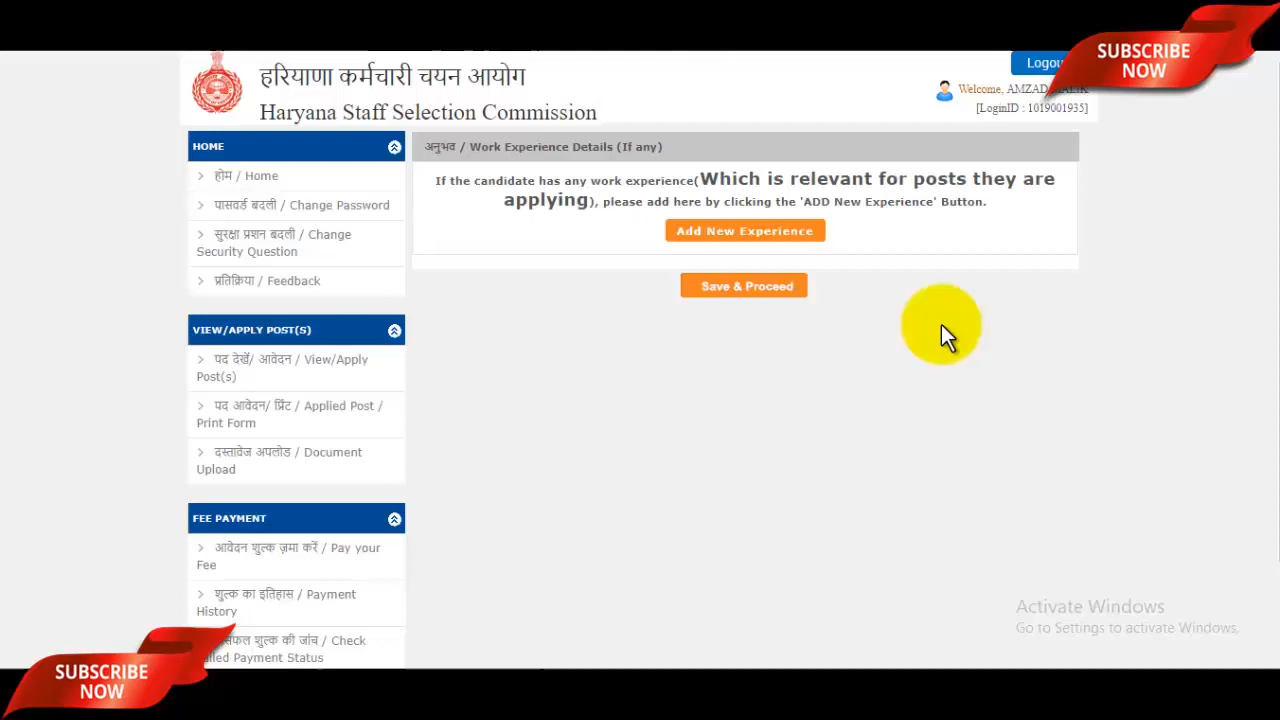 SUBSCRIBE
NOW
हरियाणा कर्मचारी चयन आयोग
Haryana Staff Selection Commission
Welcome,
[LoginID : 1019001935]
HOME
होम / Home
पासवर्ड बदली / Change Password
सुरक्षा प्रशन बदली / Change
Security Question
प्रतिक्रिया / Feedback
VIEW/APPLY POST(S)
पद देखें/ आवेदन / View/Apply
Post(s)
पद आवेदन/ प्रिंट / Applied Post /
Print Form
दस्तावेज अपलोड / Document
Upload
FEE PAYMENT
आवेदन शुल्क ज़मा करें / Pay your
Fee
शुल्क का इतिहास / Payment
History
शुल्क की जांच / Check
Payment Status
अनुभव / Work Experience Details (If any)
If the candidate has any work experience(Which is relevant for posts they are
applying), please add here by clicking the 'ADD New Experience' Button.
Add New Experience
Save & Proceed
Activate Windows
Go to Settings to activate Windows.
SUBSCRIBE
NOW